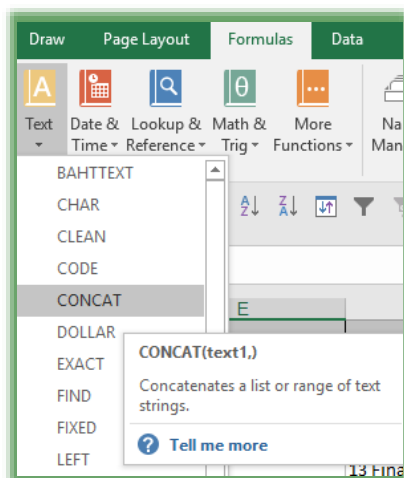 Draw Page Layout Formulas Data
A θ
Text Date & Lookup & Math & More Na
Time Reference Trig Functions Man
BAHTTEXT
CHAR
CLEAN
CODE
CONCAT
DOLLAR
EXACT
FIND
FIXED
LEFT
A Z Z A
E
CONCAT(text1,)
Concatenates a list or range of text
strings.
? Tell me more
13 Fina